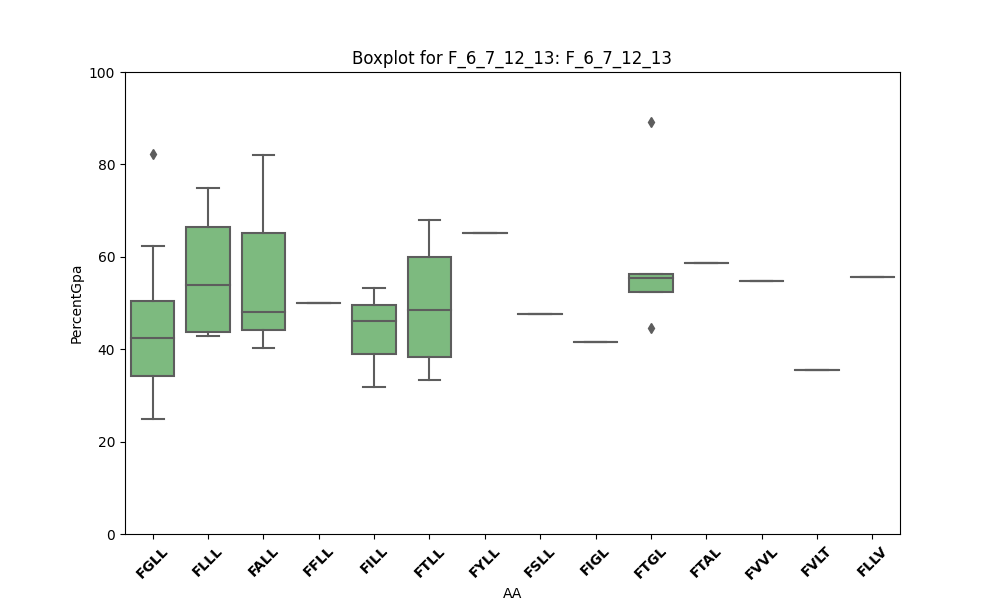 Boxplot for F_6_7_12_13: F_6_7_12_13
100
80
60
40
20
0
PercentGpa
FGLL
FLLL
FALL
FFLL
FILL
FTLL
FYLL
FSLL
FIGL
FTGL
FTAL
FVVL
FVLT
FLLV
AA